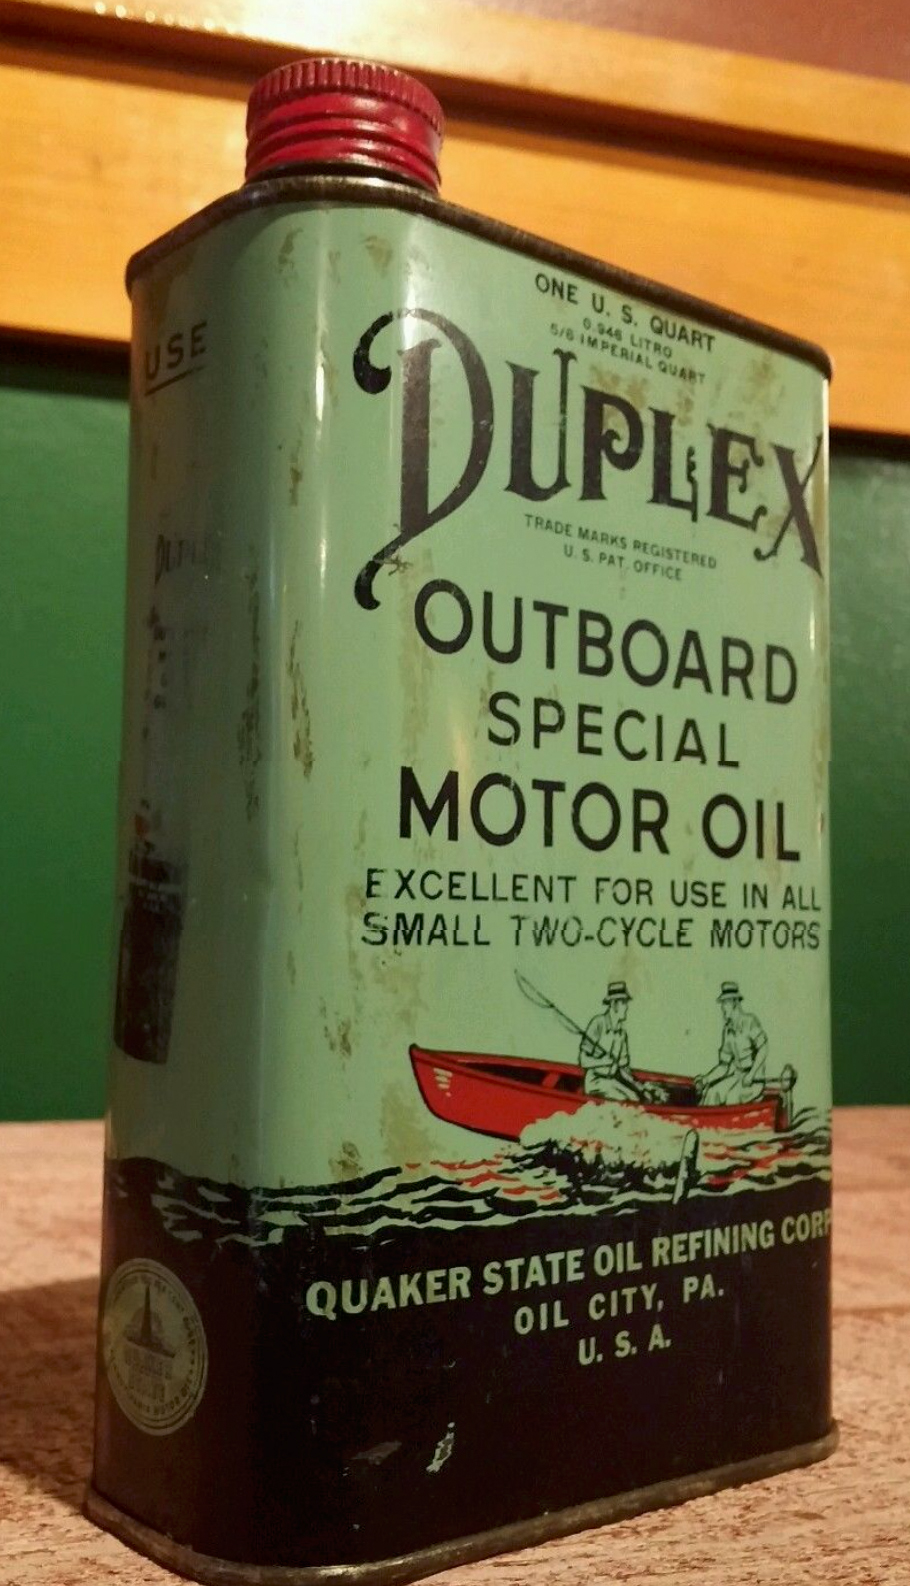 USE
DUPLEX
ONE U. S. QUART
0.946 LITRO
5/6 IMPERIAL QUART
DUPLEX
TRADE MARKS REGISTERED
U. S. PAT. OFFICE
OUTBOARD
SPECIAL
MOTOR OIL
EXCELLENT FOR USE IN ALL
SMALL TWO-CYCLE MOTORS
QUAKER STATE OIL REFINING CORP
OIL CITY, PA.
U. S. A.